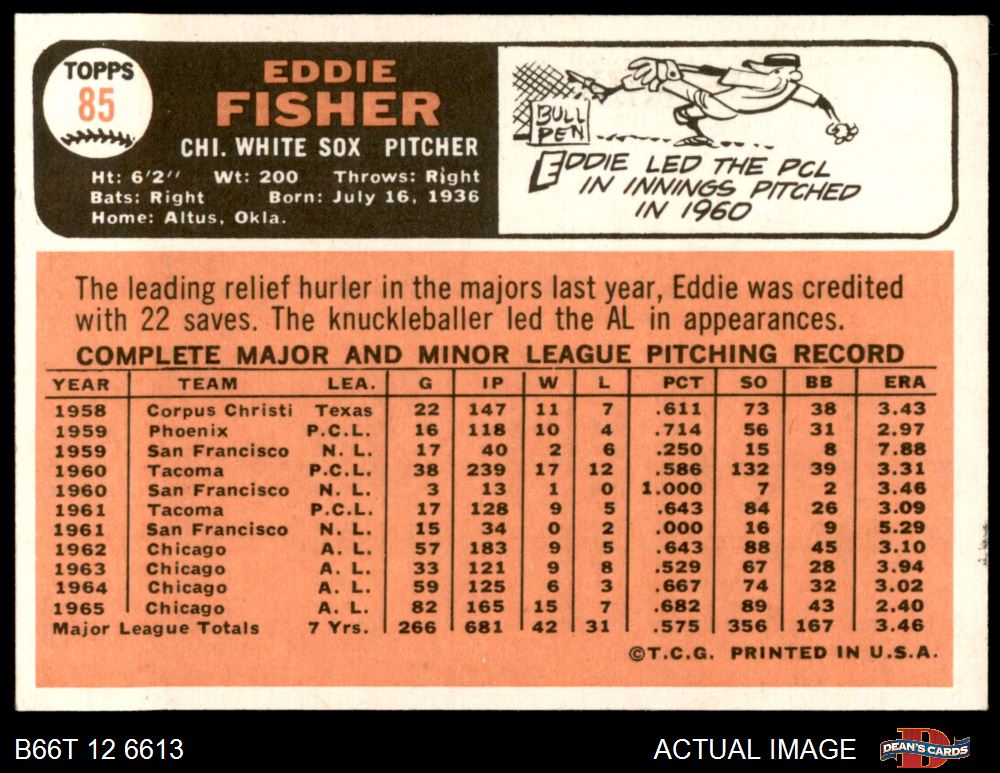 TOPPS
85
EDDIE
FISHER
CHI. WHITE SOX PITCHER
Ht: 6'2" Wt: 200 Throws: Right
Bats: Right Born: July 16, 1936
Home: Altus, Okla.
BULL
PEN
EDDIE LED THE PCL
IN INNINGS PITCHED
IN 1960
The leading relief hurler in the majors last year, Eddie was credited
with 22 saves. The knuckleballer led the AL in appearances.
COMPLETE MAJOR AND MINOR LEAGUE PITCHING RECORD
YEAR TEAM LEA. G IP W L PCT SO BB ERA
1958 Corpus Christi Texas 22 147 11 7 .611 73 38 3.43
1959 Phoenix P.C.L. 16 118 10 4 .714 56 31 2.97
1959 San Francisco N. L. 17 40 2 6 .250 15 8 7.88
1960 Tacoma P.C.L. 38 239 17 12 .586 132 39 3.31
1960 San Francisco N. L. 3 13 1 0 1.000 7 2 3.46
1961 Tacoma P.C.L. 17 128 9 5 .643 84 26 3.09
1961 San Francisco N. L. 15 34 0 2 .000 16 9 5.29
1962 Chicago A. L. 57 183 9 5 .643 88 45 3.10
1963 Chicago A. L. 33 121 9 8 .529 67 28 3.94
1964 Chicago A. L. 59 125 6 3 .667 74 32 3.02
1965 Chicago A. L. 82 165 15 7 .682 89 43 2.40
Major League Totals 7 Yrs. 266 681 42 31 .575 356 167 3.46
©T.C.G. PRINTED IN U.S.A.
B66T 12 6613
ACTUAL IMAGE
DEAN'S CARDS